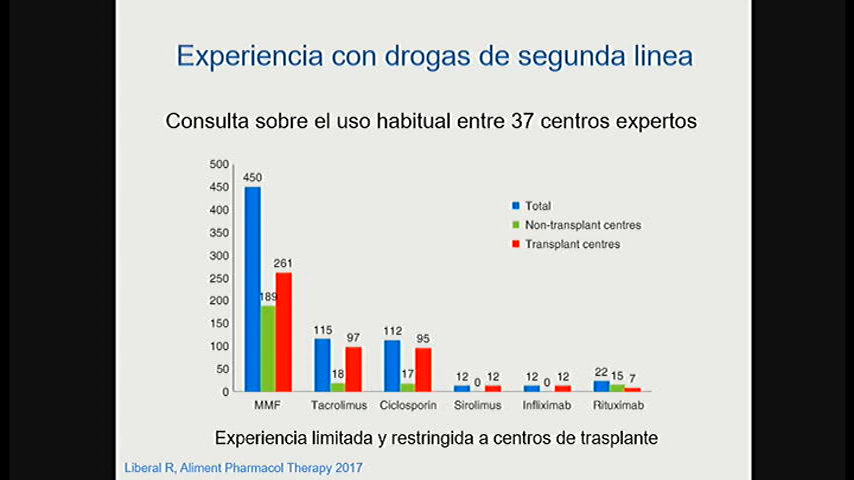 Experiencia con drogas de segunda linea
Consulta sobre el uso habitual entre 37 centros expertos
500
450
400
350
300
250
200
150
100
50
0
450
189
261
115
18
97
112
17
95
12
0
12
12
0
12
22
15
7
Total
Non-transplant centres
Transplant centres
MMF
Tacrolimus
Ciclosporin
Sirolimus
Infliximab
Rituximab
Experiencia limitada y restringida a centros de trasplante
Liberal R, Aliment Pharmacol Therapy 2017